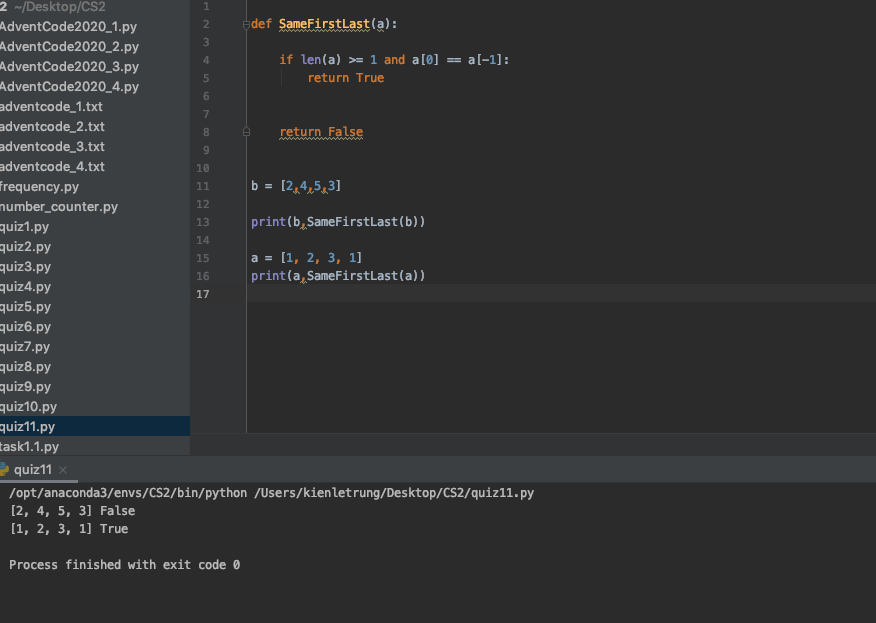 2 ~/Desktop/CS2
AdventCode2020_1.py
AdventCode2020_2.py
AdventCode2020_3.py
AdventCode2020_4.py
adventcode_1.txt
adventcode_2.txt
adventcode_3.txt
adventcode_4.txt
frequency.py
number_counter.py
quiz1.py
quiz2.py
quiz3.py
quiz4.py
quiz5.py
quiz6.py
quiz7.py
quiz8.py
quiz9.py
quiz10.py
quiz11.py
task1.1.py
1
2 def SameFirstLast(a):
3
4 if len(a) >= 1 and a[0] == a[-1]:
5 return True
6
7
8 return False
9
10
11 b = [2,4,5,3]
12
13 print(b,SameFirstLast(b))
14
15 a = [1, 2, 3, 1]
16 print(a,SameFirstLast(a))
17
quiz11 ×
/opt/anaconda3/envs/CS2/bin/python /Users/kienletrung/Desktop/CS2/quiz11.py
[2, 4, 5, 3] False
[1, 2, 3, 1] True
Process finished with exit code 0